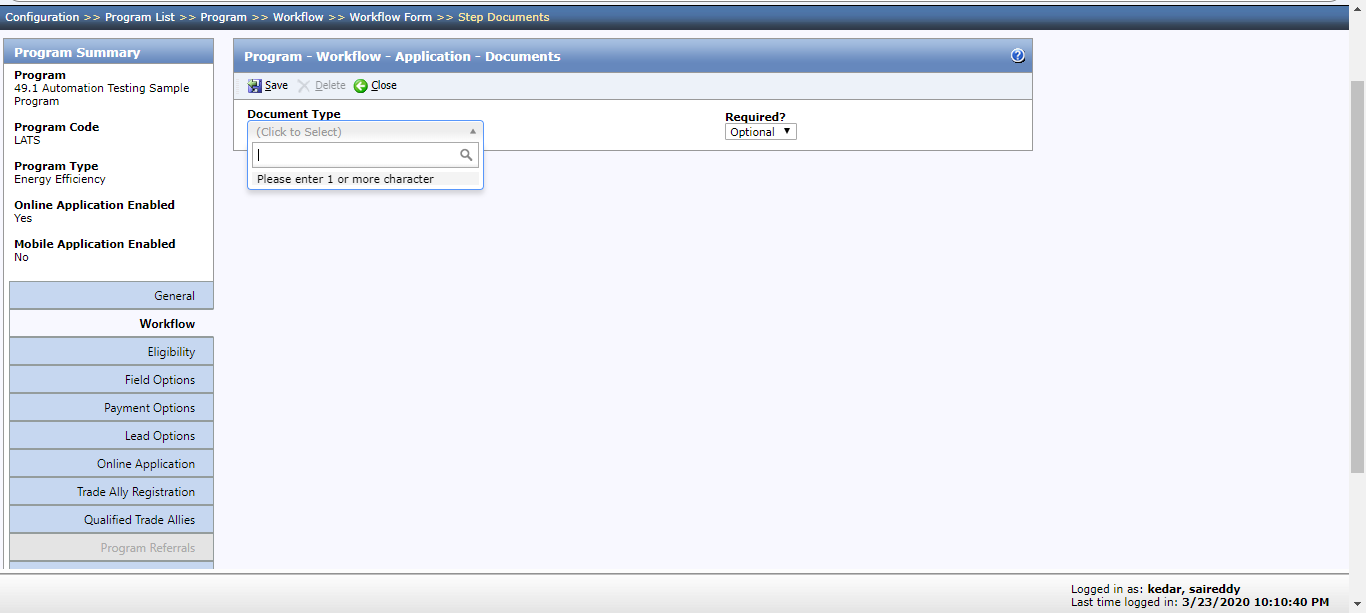 Configuration >> Program List >> Program >> Workflow >> Workflow Form >> Step Documents
Program Summary
Program
49.1 Automation Testing Sample
Program
Program Code
LATS
Program Type
Energy Efficiency
Online Application Enabled
Yes
Mobile Application Enabled
No
General
Workflow
Eligibility
Field Options
Payment Options
Lead Options
Online Application
Trade Ally Registration
Qualified Trade Allies
Program Referrals
Program - Workflow - Application - Documents
Save Delete Close
Document Type
(Click to Select)
Please enter 1 or more character
Required?
Optional
Logged in as: kedar, saireddy
Last time logged in: 3/23/2020 10:10:40 PM